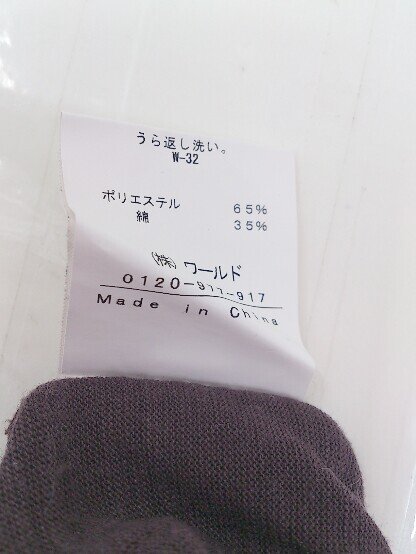 うら返し洗い。
W-32
ポリエステル 65%
綿 35%
㈱ ワールド
0120-911-917
Made in China